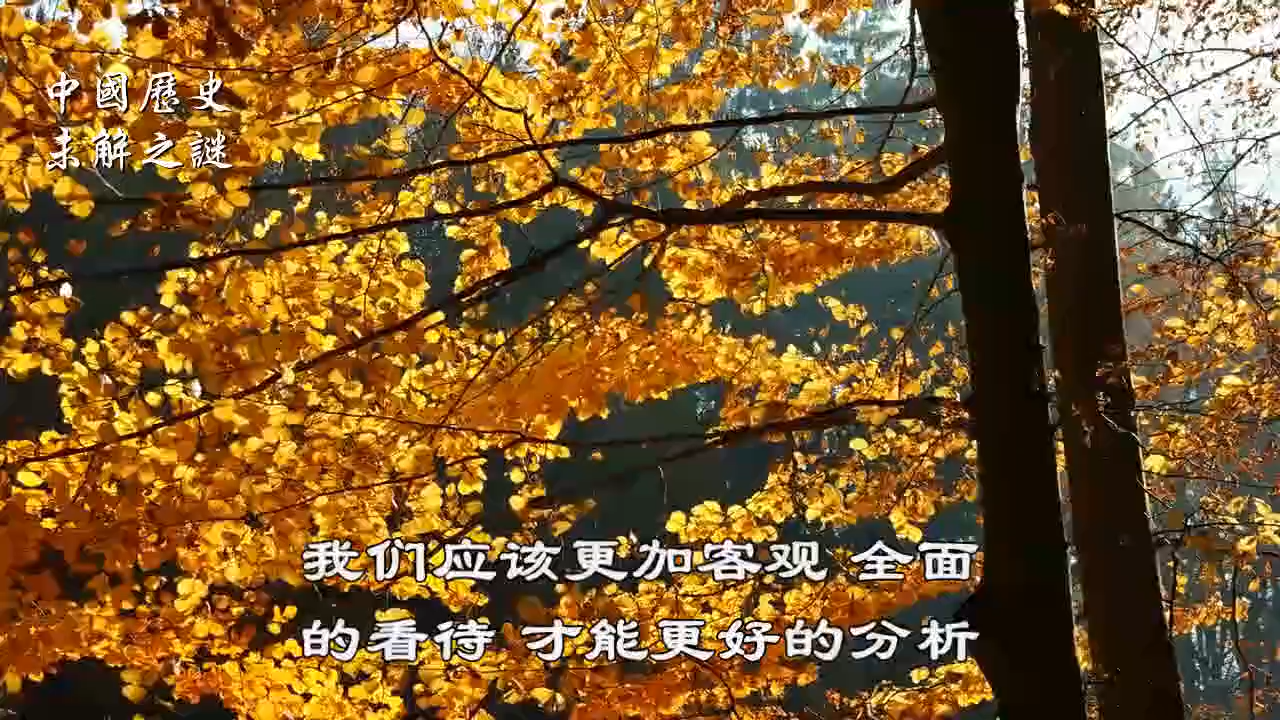 中國歷史
未解之謎
我们应该更加客观 全面
的看待 才能更好的分析